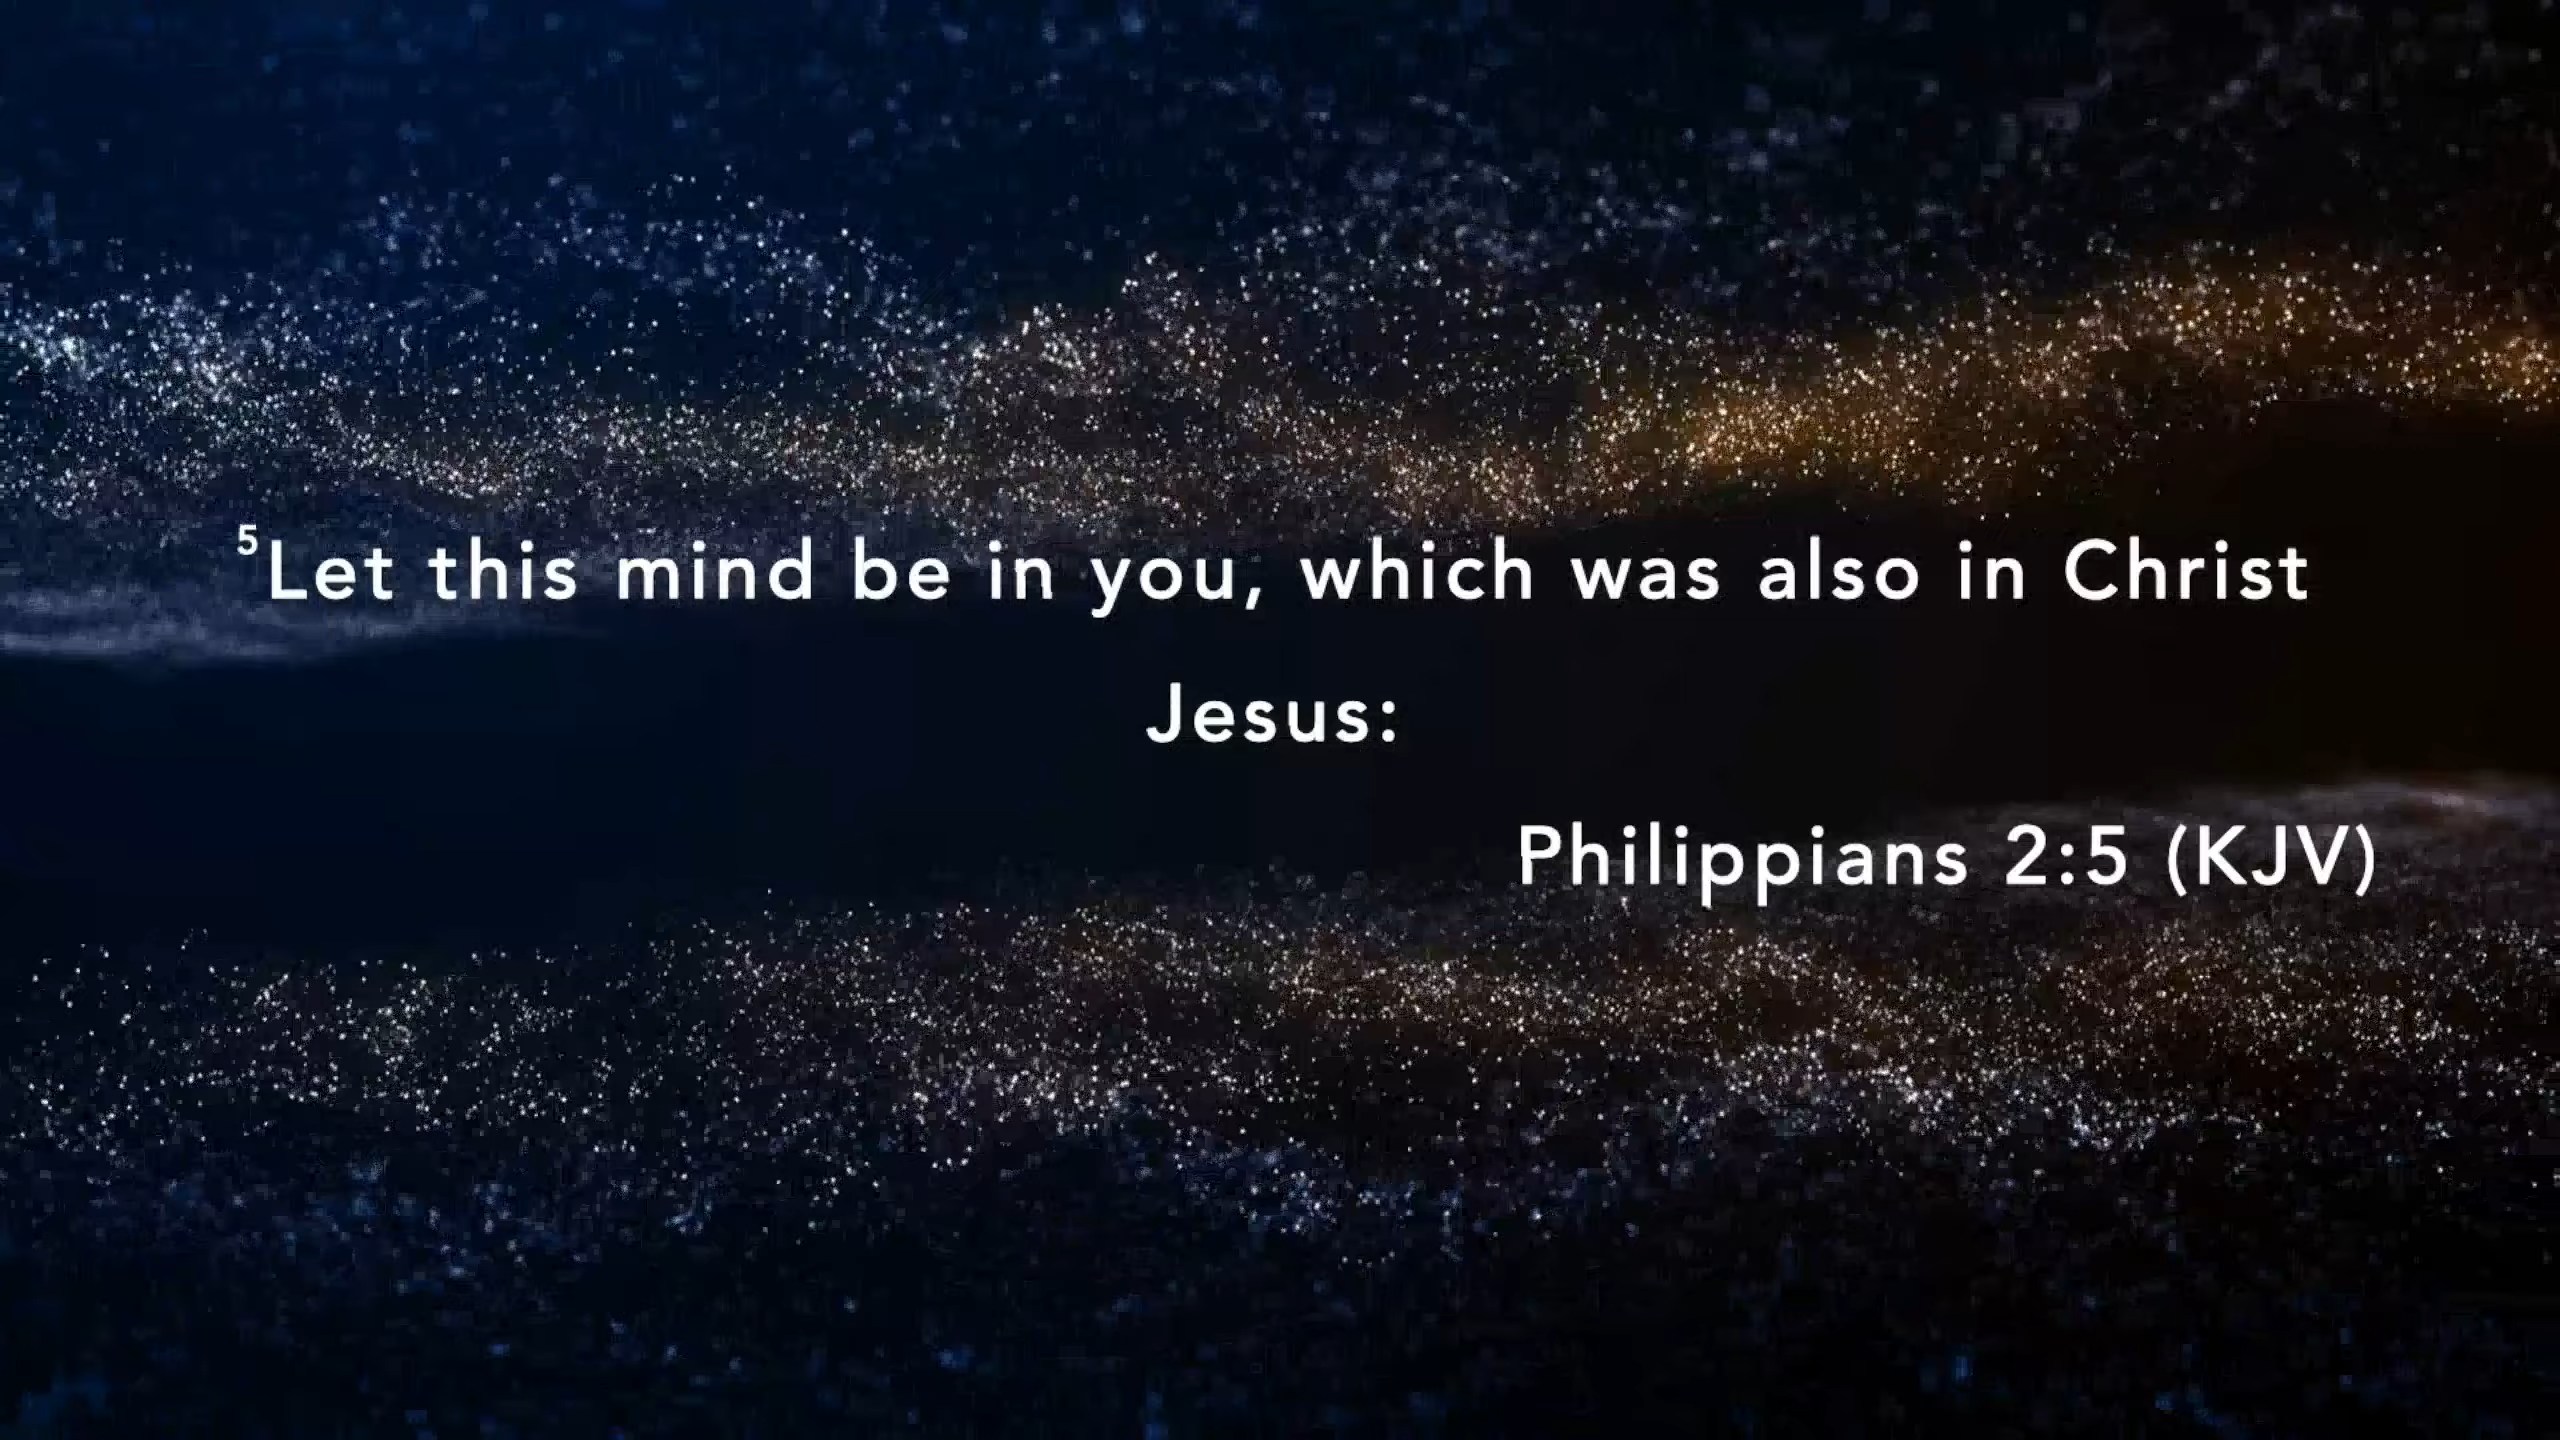 ⁵Let this mind be in you, which was also in Christ
Jesus:
Philippians 2:5 (KJV)